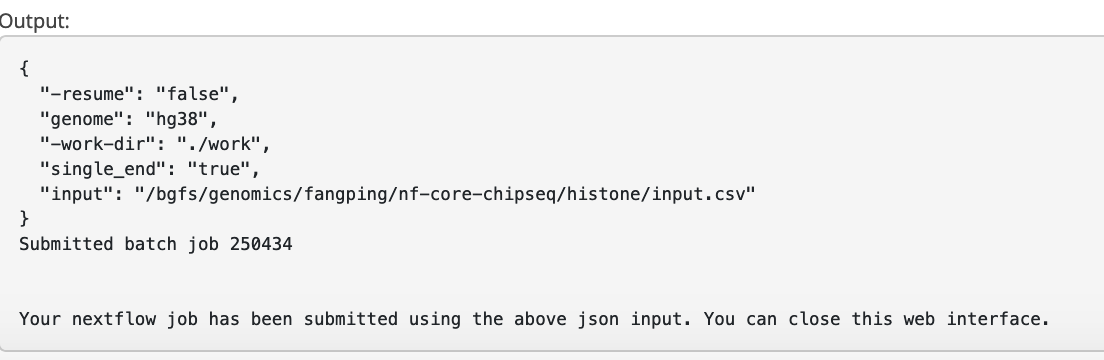 Output:
{
"-resume": "false",
"genome": "hg38",
"-work-dir": "./work",
"single_end": "true",
"input": "/bgfs/genomics/fangping/nf-core-chipseq/histone/input.csv"
}
Submitted batch job 250434
Your nextflow job has been submitted using the above json input. You can close this web interface.